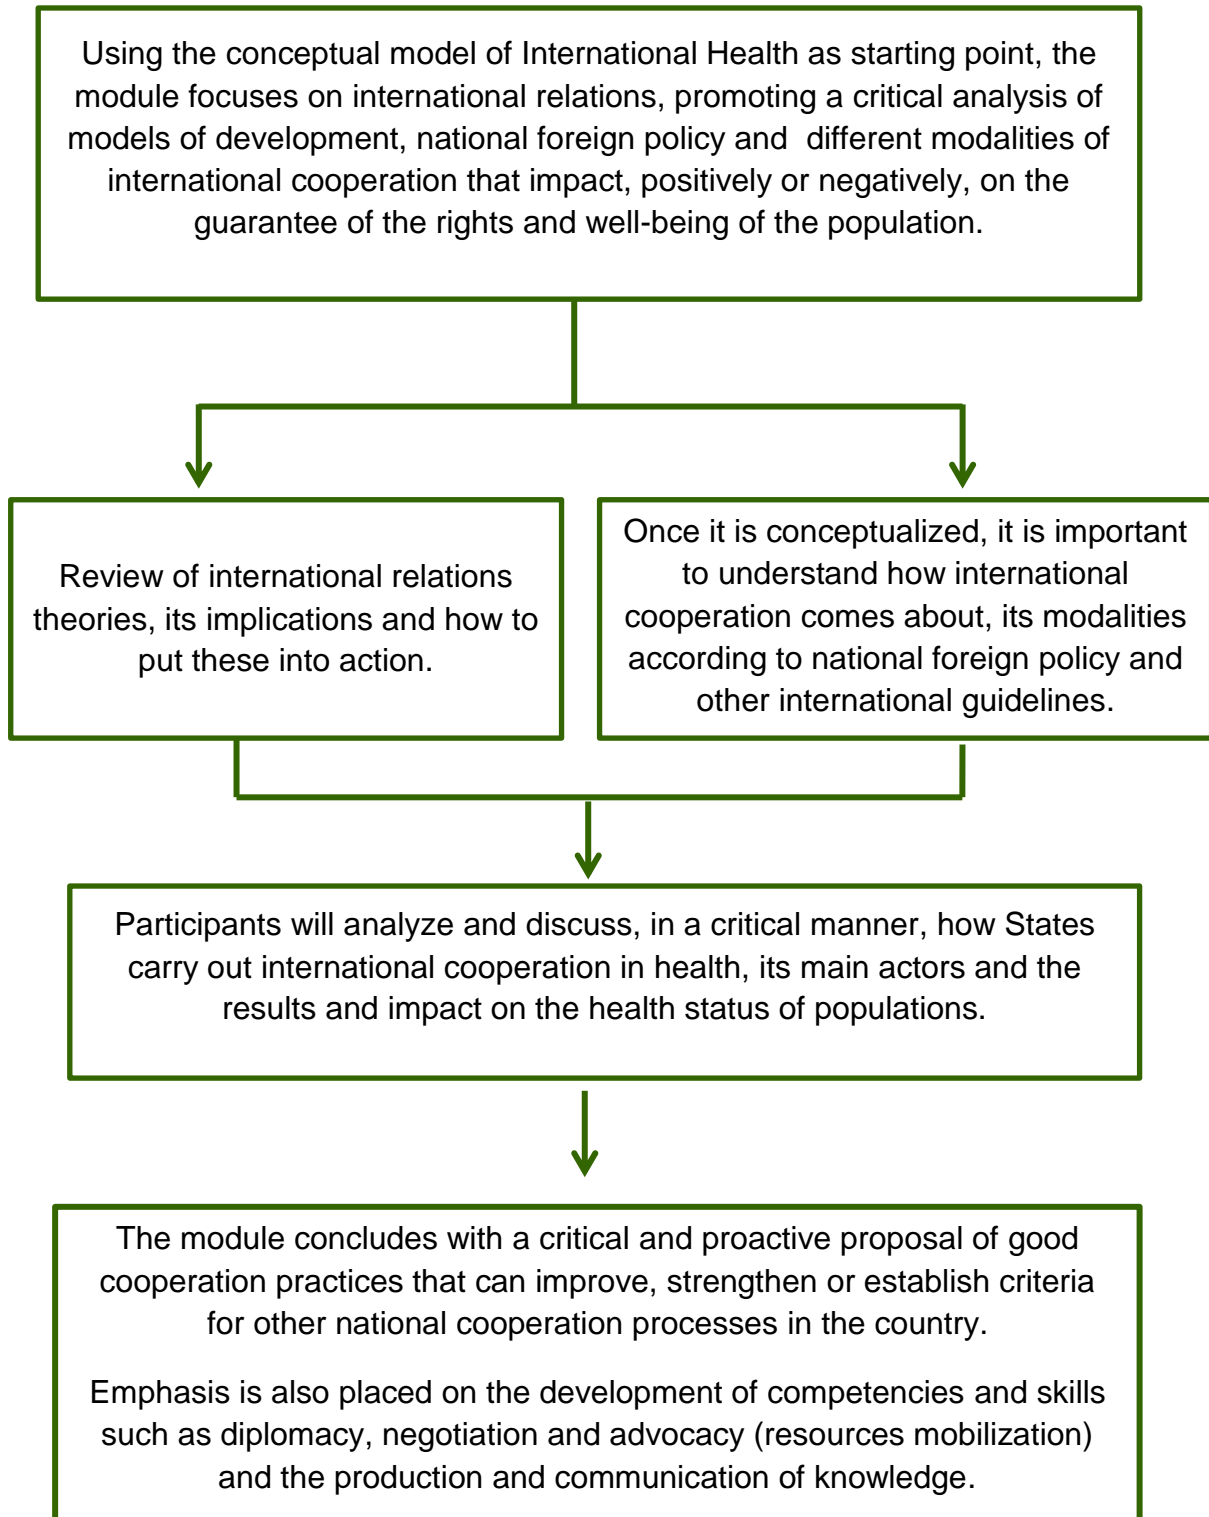 Using the conceptual model of International Health as starting point, the
module focuses on international relations, promoting a critical analysis of
models of development, national foreign policy and  different modalities of
international cooperation that impact, positively or negatively, on the
guarantee of the rights and well-being of the population.
Review of international relations
theories, its implications and how to
put these into action.
Once it is conceptualized, it is important
to understand how international
cooperation comes about, its modalities
according to national foreign policy and
other international guidelines.
Participants will analyze and discuss, in a critical manner, how States
carry out international cooperation in health, its main actors and the
results and impact on the health status of populations.
The module concludes with a critical and proactive proposal of good
cooperation practices that can improve, strengthen or establish criteria
for other national cooperation processes in the country.
Emphasis is also placed on the development of competencies and skills
such as diplomacy, negotiation and advocacy (resources mobilization)
and the production and communication of knowledge.